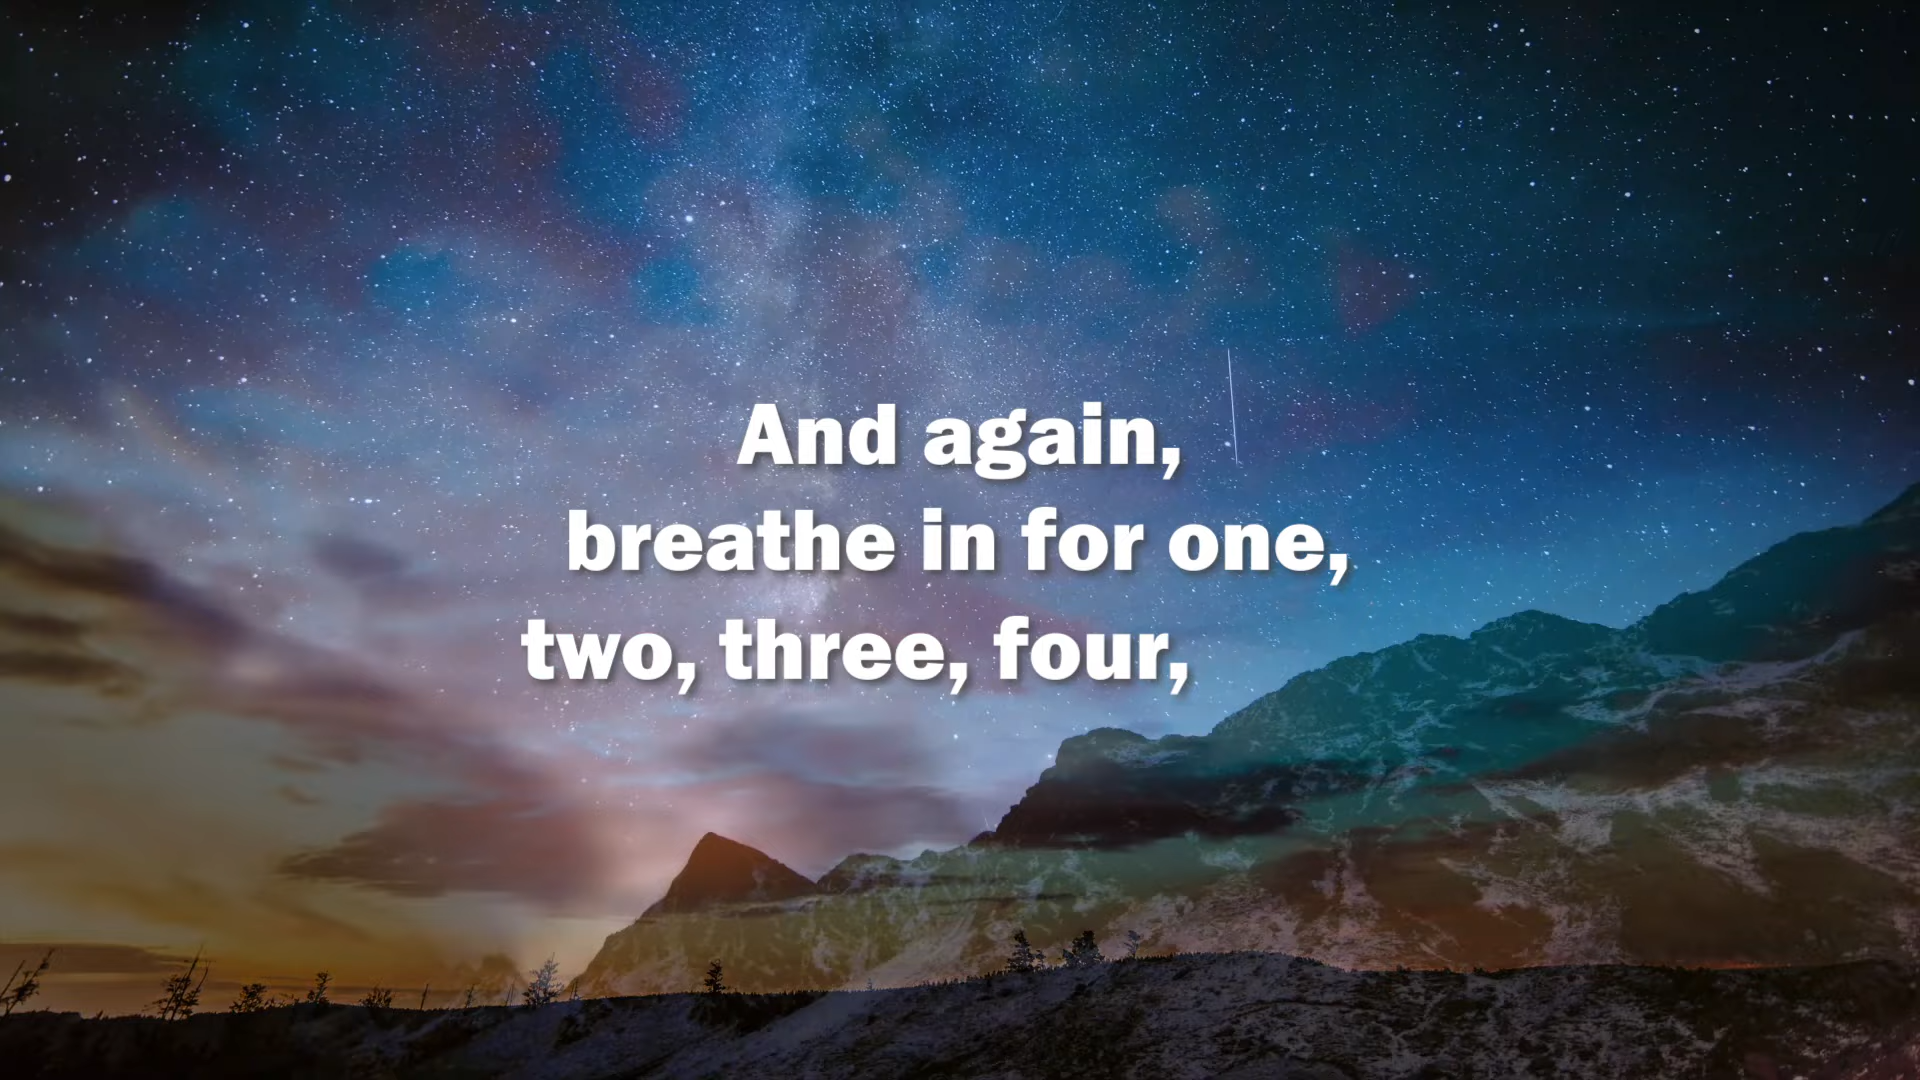 And again,
breathe in for one,
two, three, four,